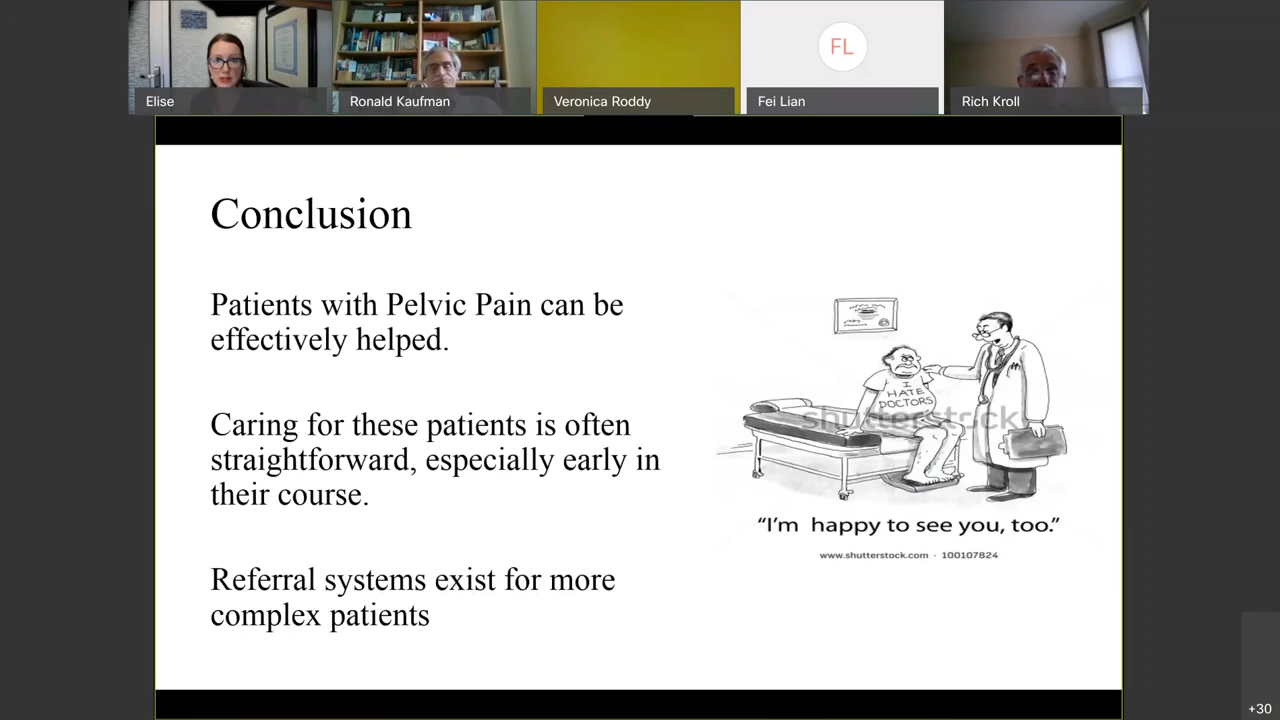 Elise
Ronald Kaufman
Veronica Roddy
FL
Fei Lian
Rich Kroll
Conclusion
Patients with Pelvic Pain can be
effectively helped.
Caring for these patients is often
straightforward, especially early in
their course.
Referral systems exist for more
complex patients
I
HATE
DOCTORS
shutterstock
“I’m happy to see you, too.”
www.shutterstock.com · 100107824
+30